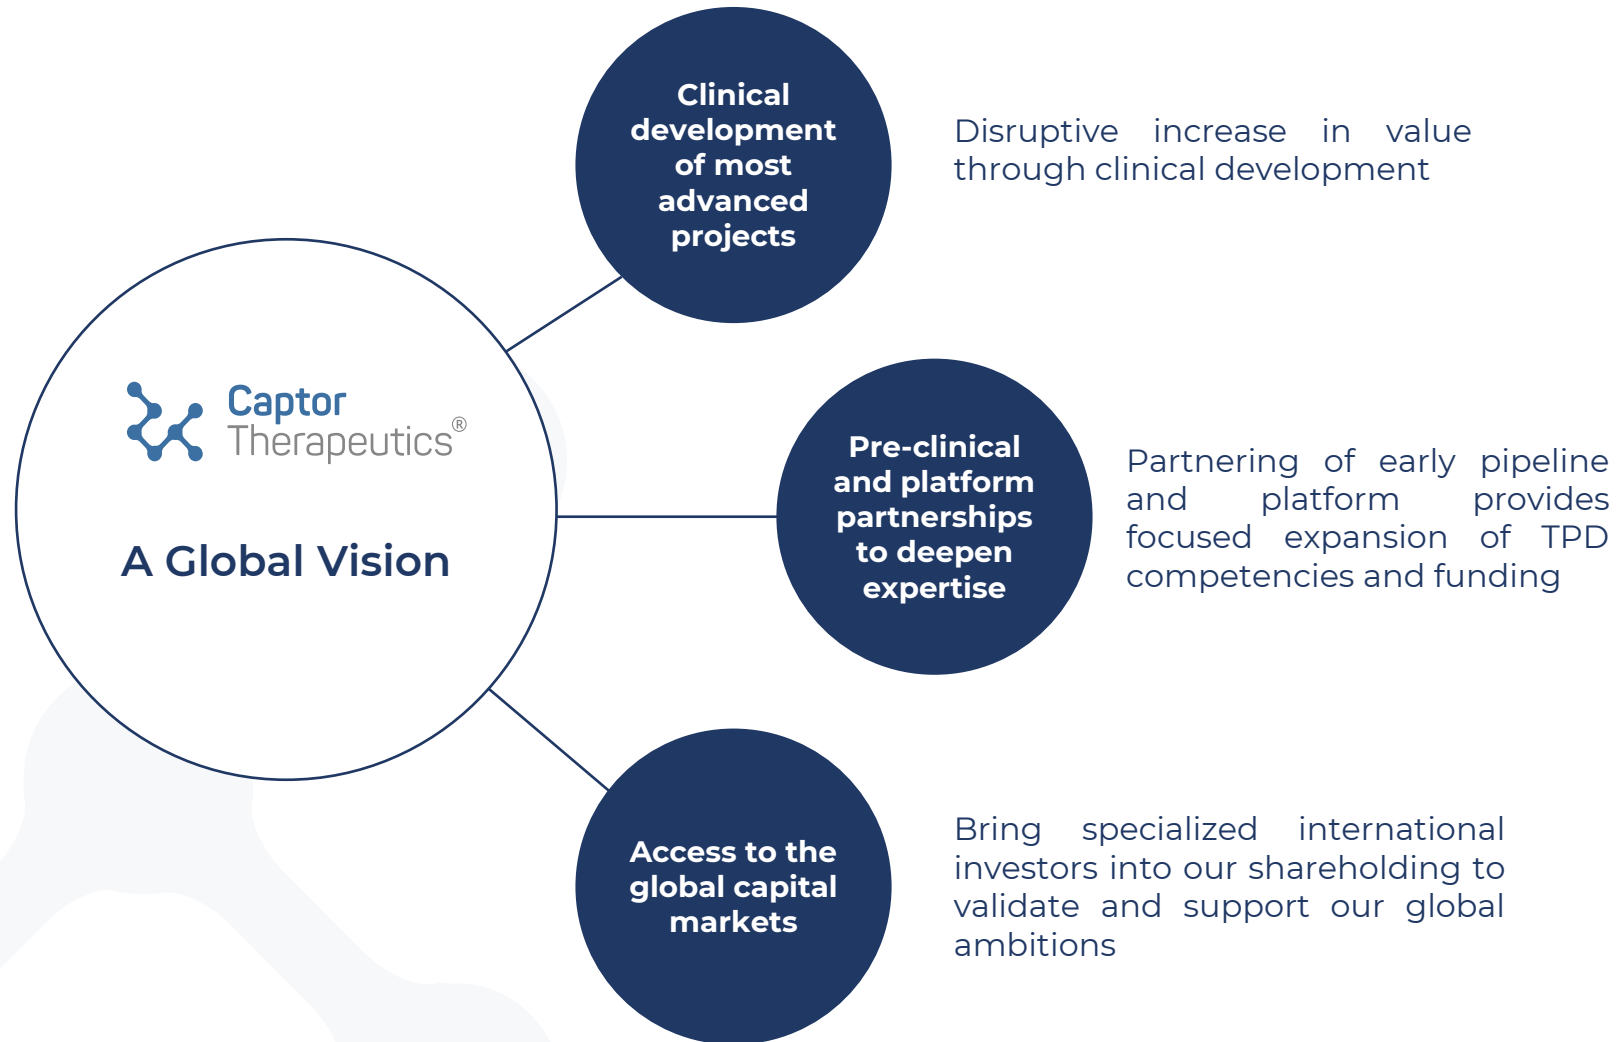 Captor
Therapeutics®
A Global Vision
Clinical
development
of most
advanced
projects
Disruptive increase in value
through clinical development
Pre-clinical
and platform
partnerships
to deepen
expertise
Partnering of early pipeline
and platform provides
focused expansion of TPD
competencies and funding
Access to the
global capital
markets
Bring specialized international
investors into our shareholding to
validate and support our global
ambitions